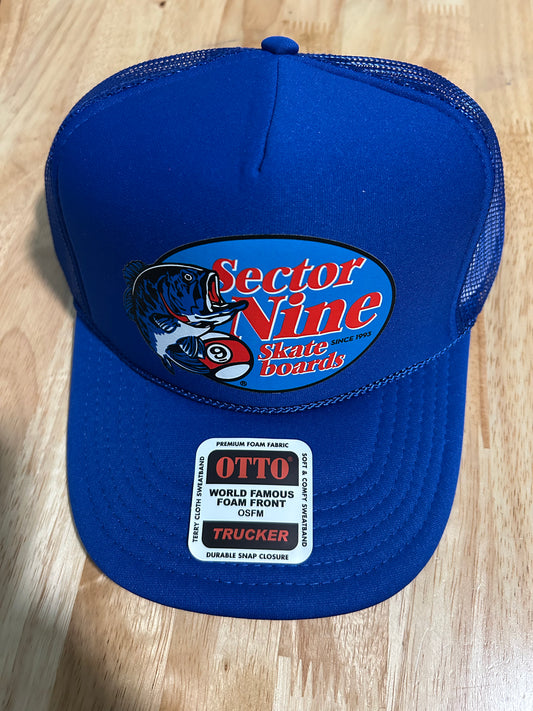 Sector
Nine
SINCE 1993
Skate
boards
9
®
PREMIUM FOAM FABRIC
OTTO®
WORLD FAMOUS
FOAM FRONT
OSFM
TRUCKER
DURABLE SNAP CLOSURE
TERRY CLOTH SWEATBAND
SOFT & COMFY SWEATBAND